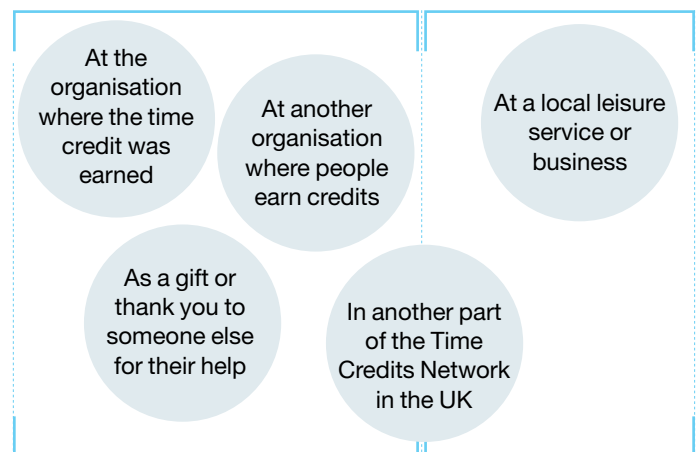 At the
organisation
where the time
credit was
earned
At another
organisation
where people
earn credits
At a local leisure
service or
business
As a gift or
thank you to
someone else
for their help
In another part
of the Time
Credits Network
in the UK